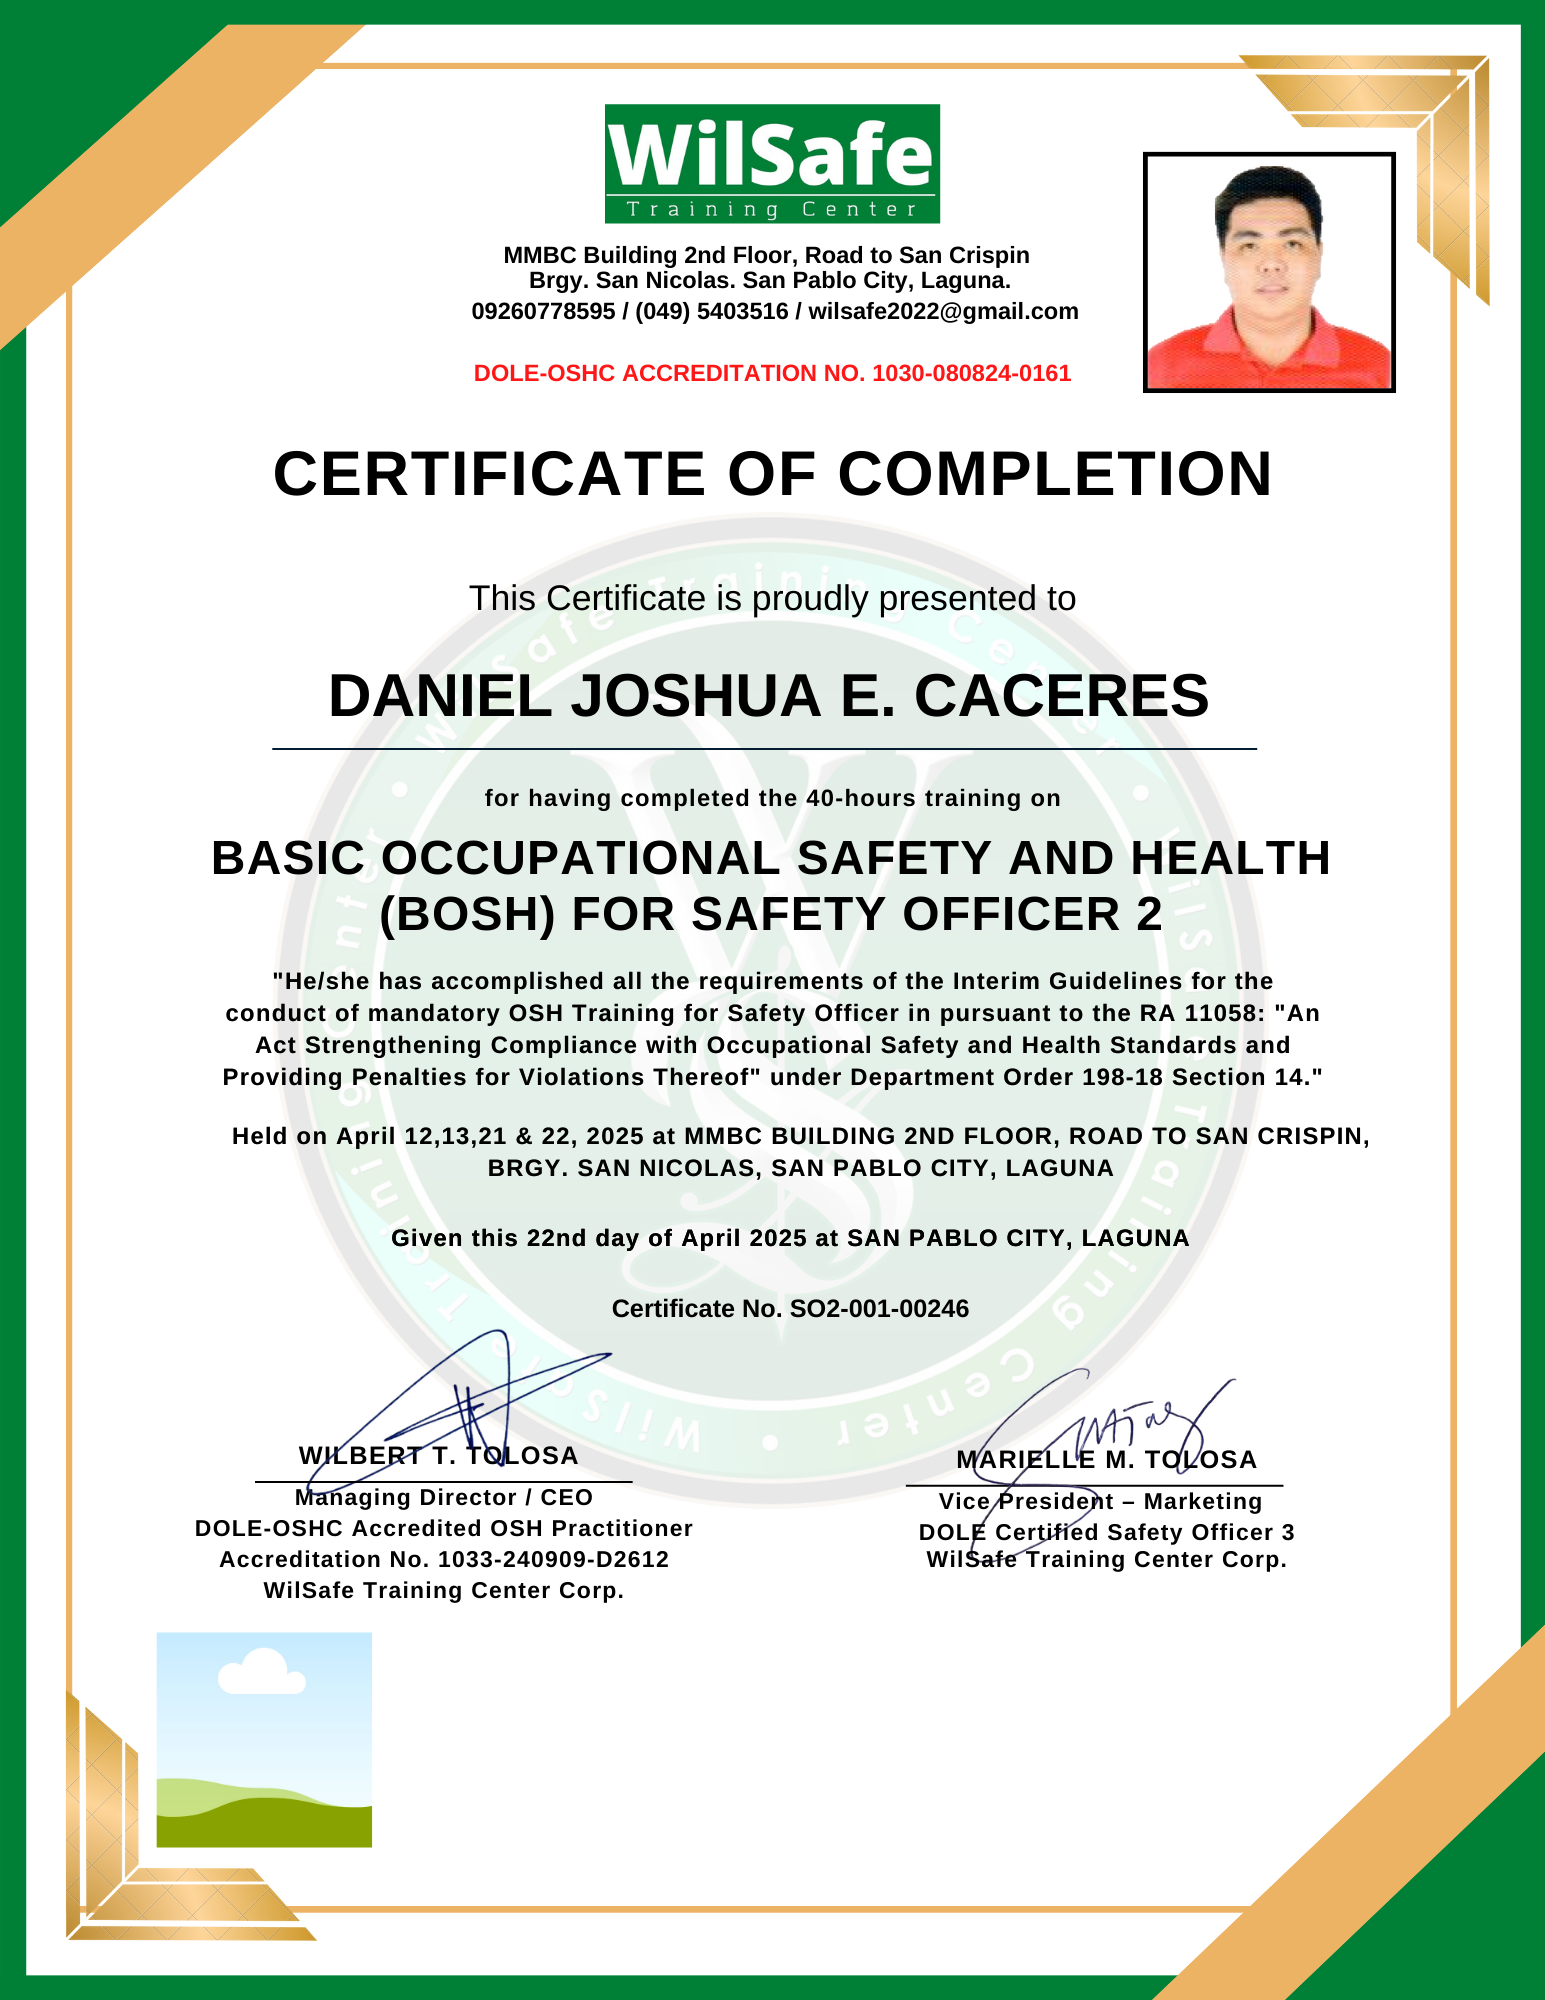 WilSafe
Training Center
MMBC Building 2nd Floor, Road to San Crispin
Brgy. San Nicolas. San Pablo City, Laguna.
09260778595 / (049) 5403516 / wilsafe2022@gmail.com
DOLE-OSHC ACCREDITATION NO. 1030-080824-0161
CERTIFICATE OF COMPLETION
This Certificate is proudly presented to
DANIEL JOSHUA E. CACERES
for having completed the 40-hours training on
BASIC OCCUPATIONAL SAFETY AND HEALTH
(BOSH) FOR SAFETY OFFICER 2
"He/she has accomplished all the requirements of the Interim Guidelines for the
conduct of mandatory OSH Training for Safety Officer in pursuant to the RA 11058: "An
Act Strengthening Compliance with Occupational Safety and Health Standards and
Providing Penalties for Violations Thereof" under Department Order 198-18 Section 14."
Held on April 12,13,21 & 22, 2025 at MMBC BUILDING 2ND FLOOR, ROAD TO SAN CRISPIN,
BRGY. SAN NICOLAS, SAN PABLO CITY, LAGUNA
Given this 22nd day of April 2025 at SAN PABLO CITY, LAGUNA
Certificate No. SO2-001-00246
WILBERT T. TOLOSA
Managing Director / CEO
DOLE-OSHC Accredited OSH Practitioner
Accreditation No. 1033-240909-D2612
WilSafe Training Center Corp.
MARIELLE M. TOLOSA
Vice President – Marketing
DOLE Certified Safety Officer 3
WilSafe Training Center Corp.
WilSafe Training Center • WilSafe Training Center • WilSafe Training Center •